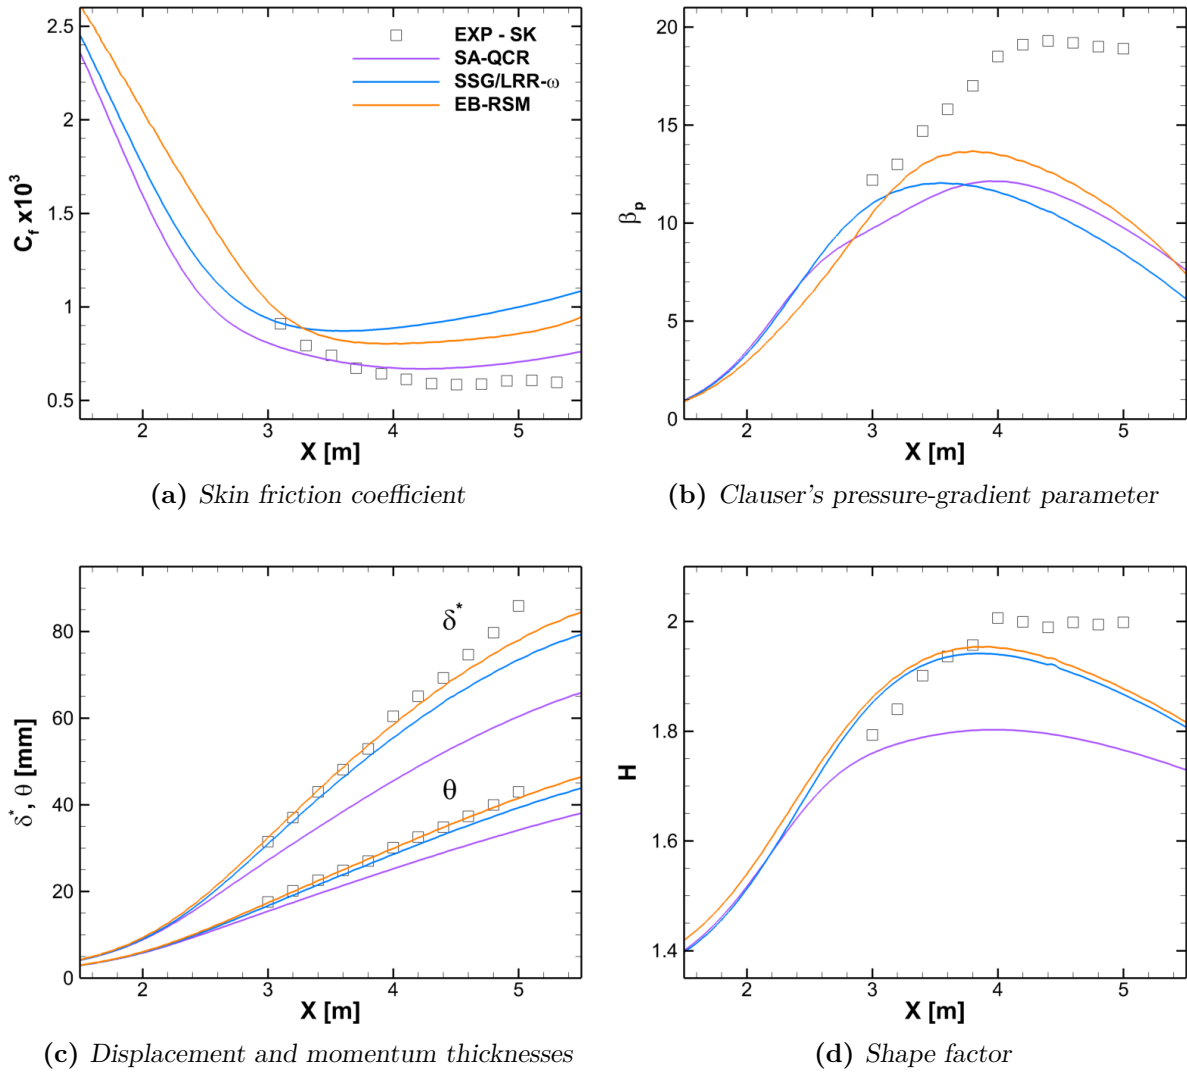 2.5
2
1.5
1
0.5
C_f x10^3
2 3 4 5
X [m]
EXP - SK
SA-QCR
SSG/LRR-ω
EB-RSM
(a) Skin friction coefficient
20
15
10
5
0
β_p
2 3 4 5
X [m]
(b) Clauser's pressure-gradient parameter
80
60
40
20
0
δ*, θ [mm]
δ*
θ
2 3 4 5
X [m]
(c) Displacement and momentum thicknesses
2
1.8
1.6
1.4
H
2 3 4 5
X [m]
(d) Shape factor